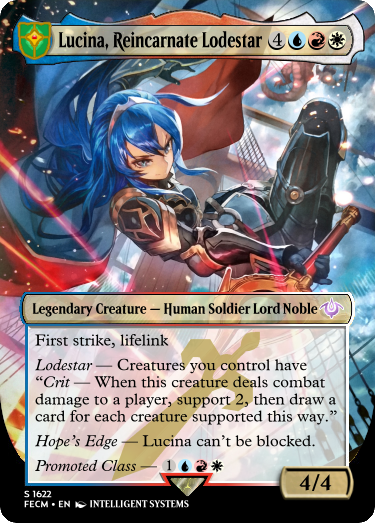 Lucina, Reincarnate Lodestar 4
Legendary Creature — Human Soldier Lord Noble
First strike, lifelink
Lodestar — Creatures you control have
“Crit — When this creature deals combat
damage to a player, support 2, then draw a
card for each creature supported this way.”
Hope's Edge — Lucina can't be blocked.
Promoted Class — 1
4/4
S 1622
FECM • EN INTELLIGENT SYSTEMS